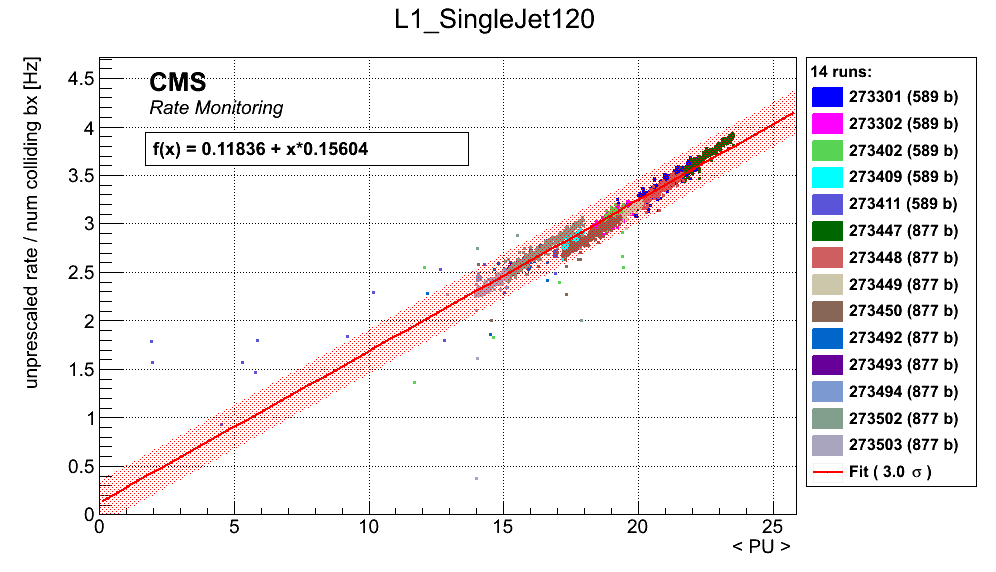 L1_SingleJet120
unprescaled rate / num colliding bx [Hz]
CMS
Rate Monitoring
f(x) = 0.11836 + x*0.15604
4.5
4
3.5
3
2.5
2
1.5
1
0.5
0
0 5 10 15 20 25
< PU >
14 runs:
273301 (589 b)
273302 (589 b)
273402 (589 b)
273409 (589 b)
273411 (589 b)
273447 (877 b)
273448 (877 b)
273449 (877 b)
273450 (877 b)
273492 (877 b)
273493 (877 b)
273494 (877 b)
273502 (877 b)
273503 (877 b)
Fit ( 3.0 σ )